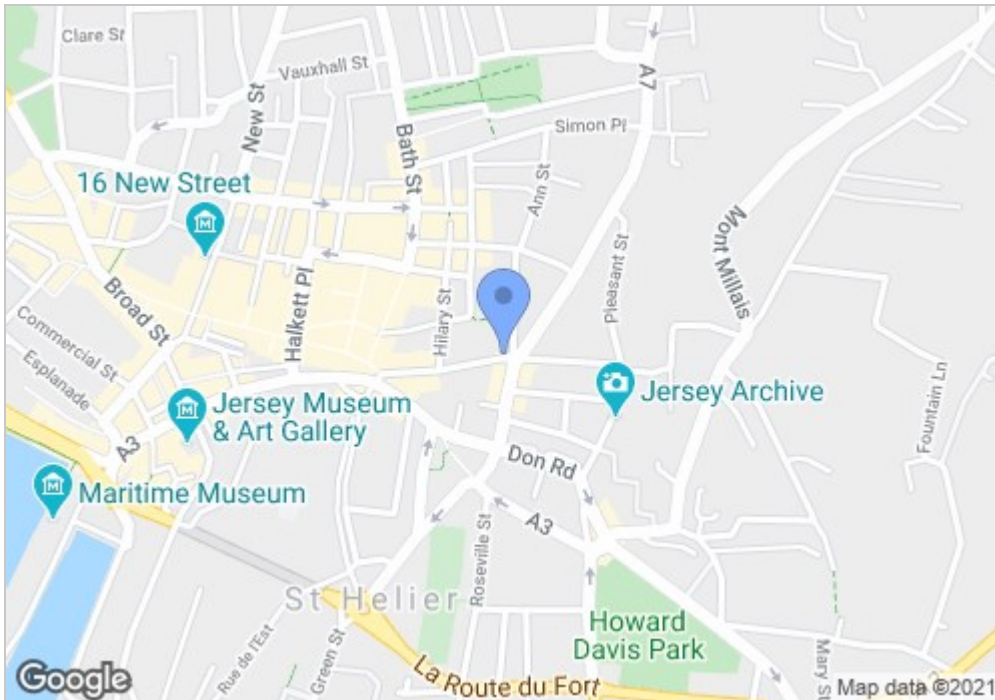 Clare St
Vauxhall St
New St
Bath St
A7
Simon Pl
Ann St
16 New Street
Pleasant St
Mont Millais
Broad St
Halkett Pl
Hilary St
Commercial St
Esplanade
Jersey Museum
& Art Gallery
Jersey Archive
Fountain Ln
A3
Don Rd
Maritime Museum
A3
Roseville St
St Helier
Howard
Davis Park
Rue de l'Est
Green St
La Route du Fort
Mary S
Google
Map data ©2021